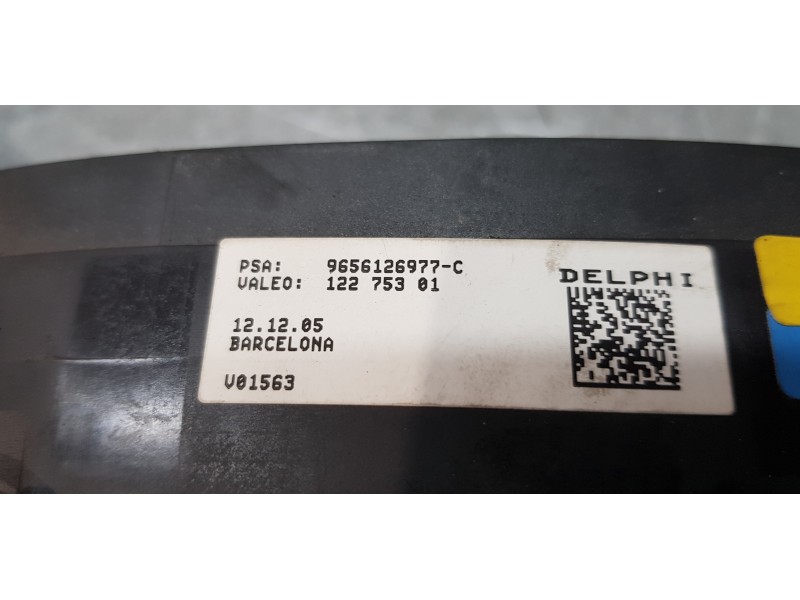 PSA: 9656126977-C
VALEO: 122 753 01
DELPHI
12.12.05
BARCELONA
V01563